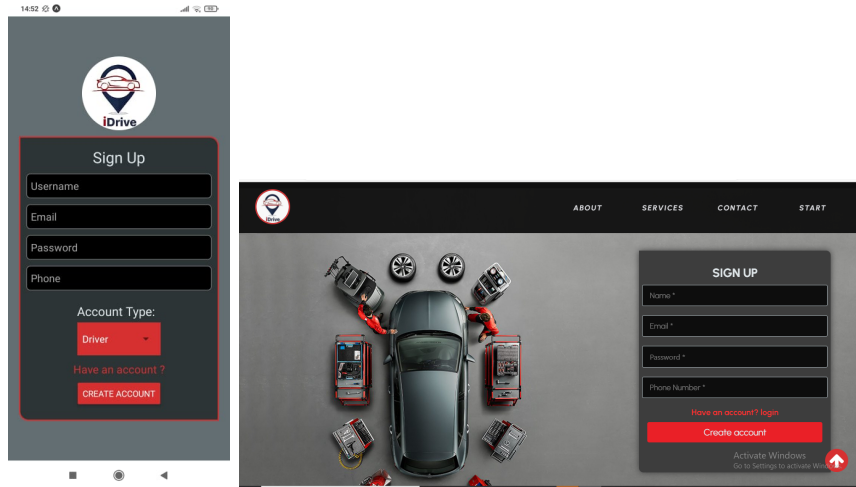 14:52
iDrive
Sign Up
Username
Email
Password
Phone
Account Type:
Driver
Have an account ?
CREATE ACCOUNT
iDrive
ABOUT SERVICES CONTACT START
SIGN UP
Name *
Email *
Password *
Phone Number *
Have an account? login
Create account
Activate Windows
Go to Settings to activate